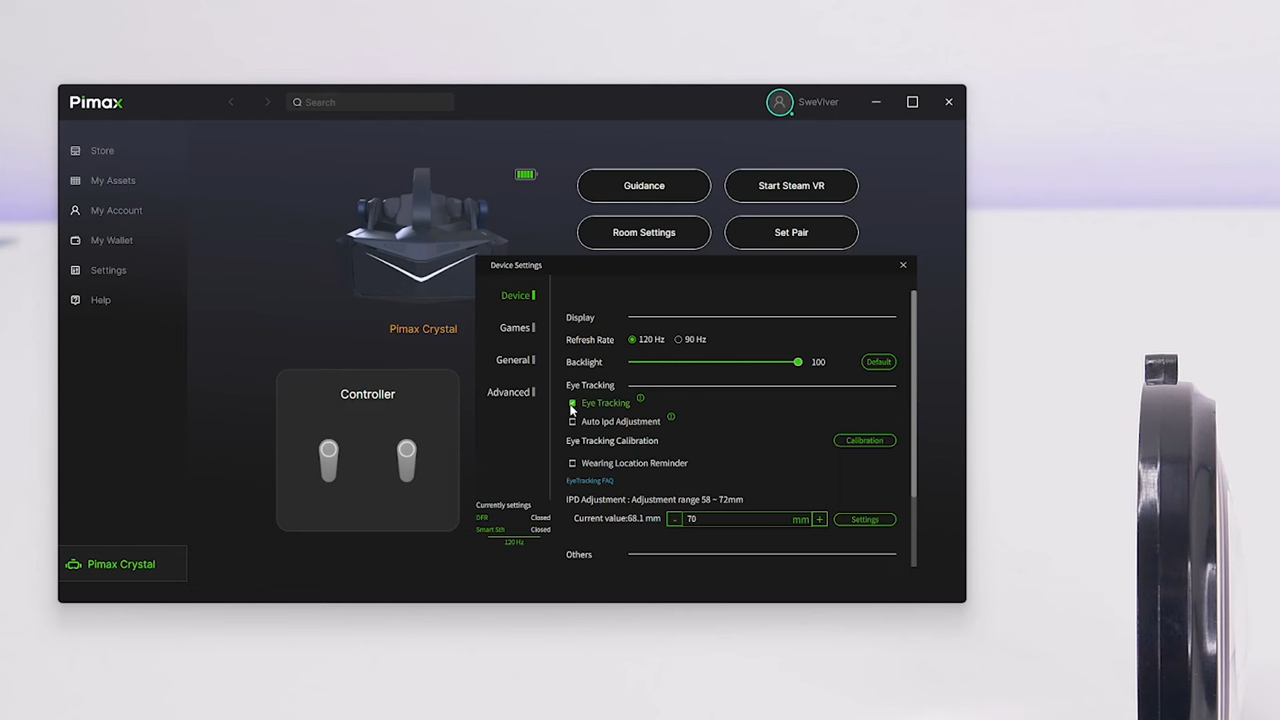 Pimax
Search
SweViver
Store
My Assets
My Account
My Wallet
Settings
Help
Guidance
Start Steam VR
Room Settings
Set Pair
Pimax Crystal
Controller
Pimax Crystal
Device Settings
Device
Games
General
Advanced
Currently settings
DFR Closed
Smart Sth Closed
120 Hz
Display
Refresh Rate 120 Hz 90 Hz
Backlight 100 Default
Eye Tracking
Eye Tracking
Auto Ipd Adjustment
Eye Tracking Calibration Calibration
Wearing Location Reminder
EyeTracking FAQ
IPD Adjustment : Adjustment range 58 ~ 72mm
Current value:68.1 mm - 70 mm + Settings
Others